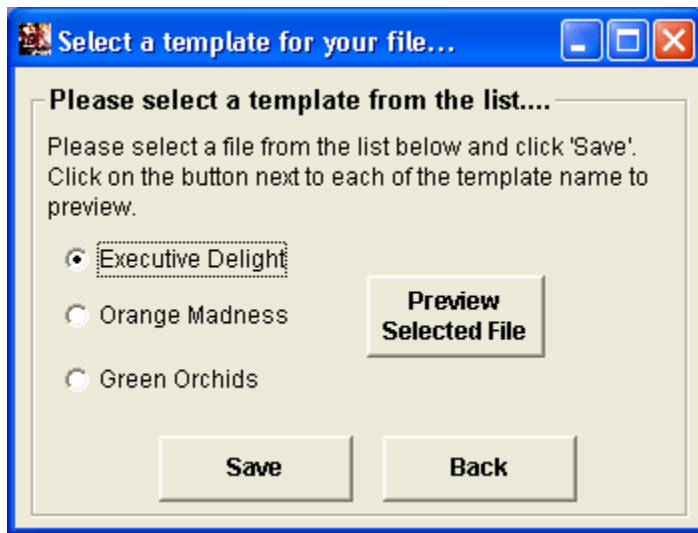 Select a template for your file...
Please select a template from the list....
Please select a file from the list below and click 'Save'.
Click on the button next to each of the template name to
preview.
Executive Delight
Orange Madness
Green Orchids
Preview
Selected File
Save
Back